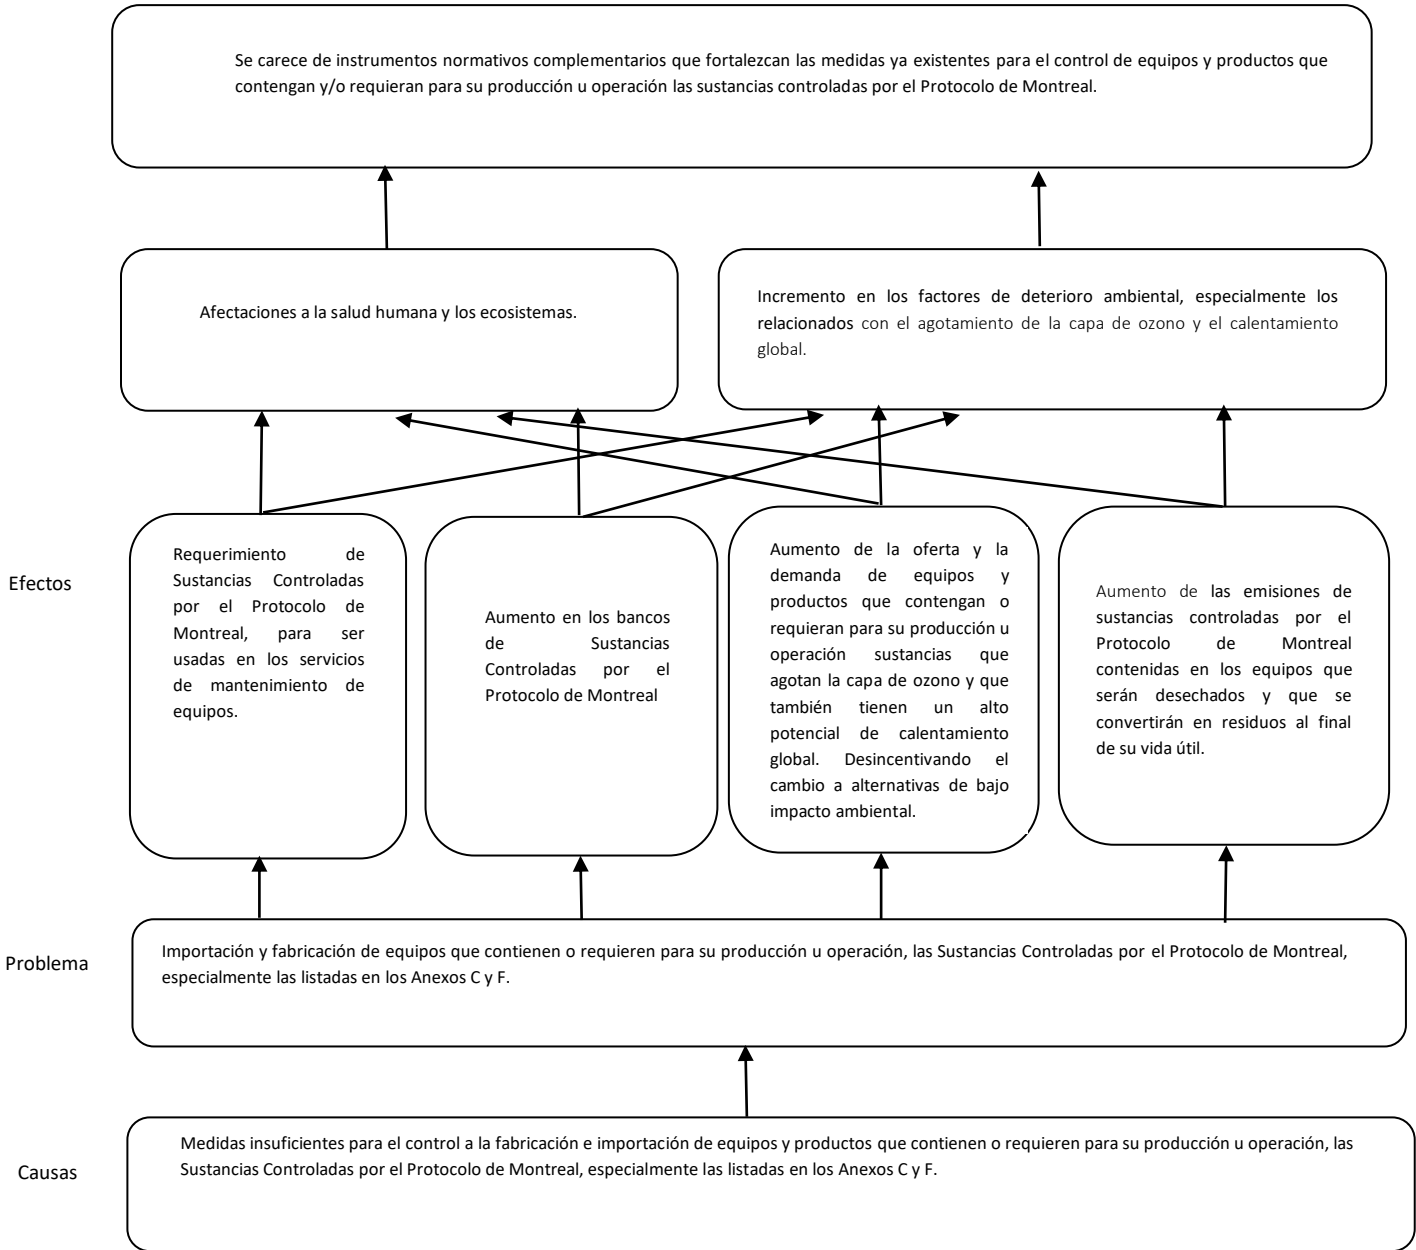 Se carece de instrumentos normativos complementarios que fortalezcan las medidas ya existentes para el control de equipos y productos que
contengan y/o requieran para su producción u operación las sustancias controladas por el Protocolo de Montreal.
Afectaciones a la salud humana y los ecosistemas.
Incremento en los factores de deterioro ambiental, especialmente los
relacionados con el agotamiento de la capa de ozono y el calentamiento
global.
Efectos
Requerimiento de
Sustancias Controladas
por el Protocolo de
Montreal, para ser
usadas en los servicios
de mantenimiento de
equipos.
Aumento en los bancos
de Sustancias
Controladas por el
Protocolo de Montreal
Aumento de la oferta y la
demanda de equipos y
productos que contengan o
requieran para su producción u
operación sustancias que
agotan la capa de ozono y que
también tienen un alto
potencial de calentamiento
global. Desincentivando el
cambio a alternativas de bajo
impacto ambiental.
Aumento de las emisiones de
sustancias controladas por el
Protocolo de Montreal
contenidas en los equipos que
serán desechados y que se
convertirán en residuos al final
de su vida útil.
Problema
Importación y fabricación de equipos que contienen o requieren para su producción u operación, las Sustancias Controladas por el Protocolo de Montreal,
especialmente las listadas en los Anexos C y F.
Causas
Medidas insuficientes para el control a la fabricación e importación de equipos y productos que contienen o requieren para su producción u operación, las
Sustancias Controladas por el Protocolo de Montreal, especialmente las listadas en los Anexos C y F.